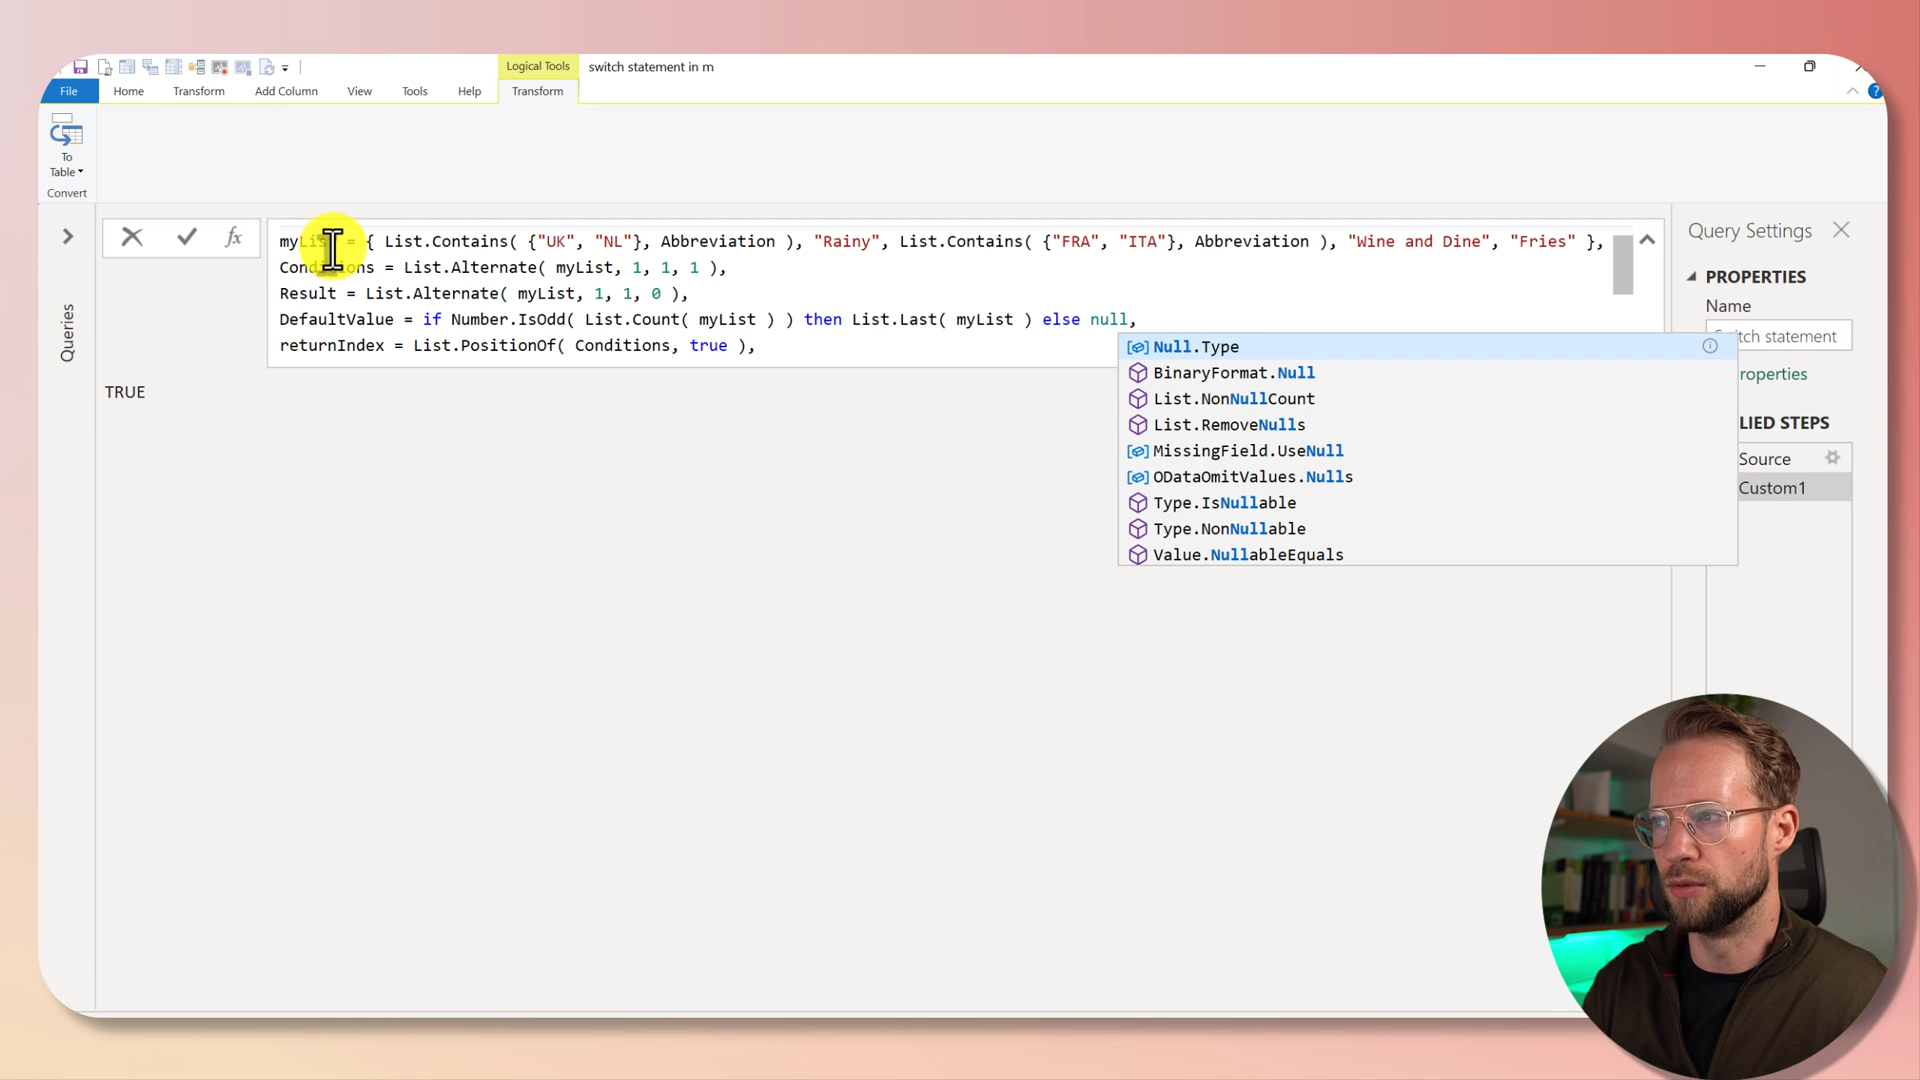 Logical Tools switch statement in m
File Home Transform Add Column View Tools Help Transform
?
To
Table
Convert
fx
myList = { List.Contains( {"UK", "NL"}, Abbreviation ), "Rainy", List.Contains( {"FRA", "ITA"}, Abbreviation ), "Wine and Dine", "Fries" },
Conditions = List.Alternate( myList, 1, 1, 1 ),
Result = List.Alternate( myList, 1, 1, 0 ),
DefaultValue = if Number.IsOdd( List.Count( myList ) ) then List.Last( myList ) else null,
returnIndex = List.PositionOf( Conditions, true ),
Null.Type
BinaryFormat.Null
List.NonNullCount
List.RemoveNulls
MissingField.UseNull
ODataOmitValues.Nulls
Type.IsNullable
Type.NonNullable
Value.NullableEquals
TRUE
Queries
Query Settings
PROPERTIES
Name
tch statement
roperties
LIED STEPS
Source
Custom1